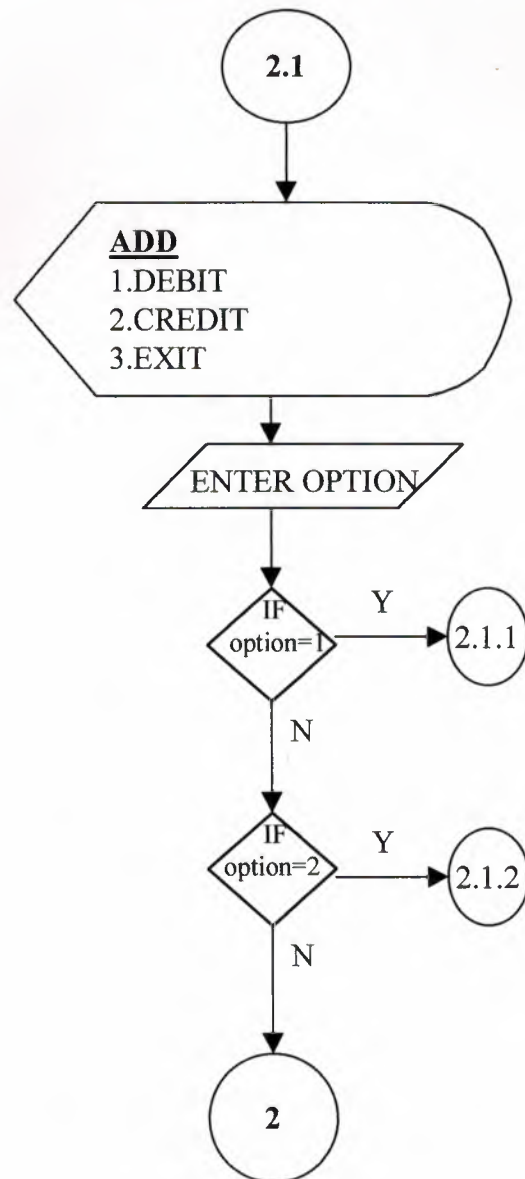 2.1
ADD
1.DEBIT
2.CREDIT
3.EXIT
ENTER OPTION
IF
option=1
Y
2.1.1
N
IF
option=2
Y
2.1.2
N
2